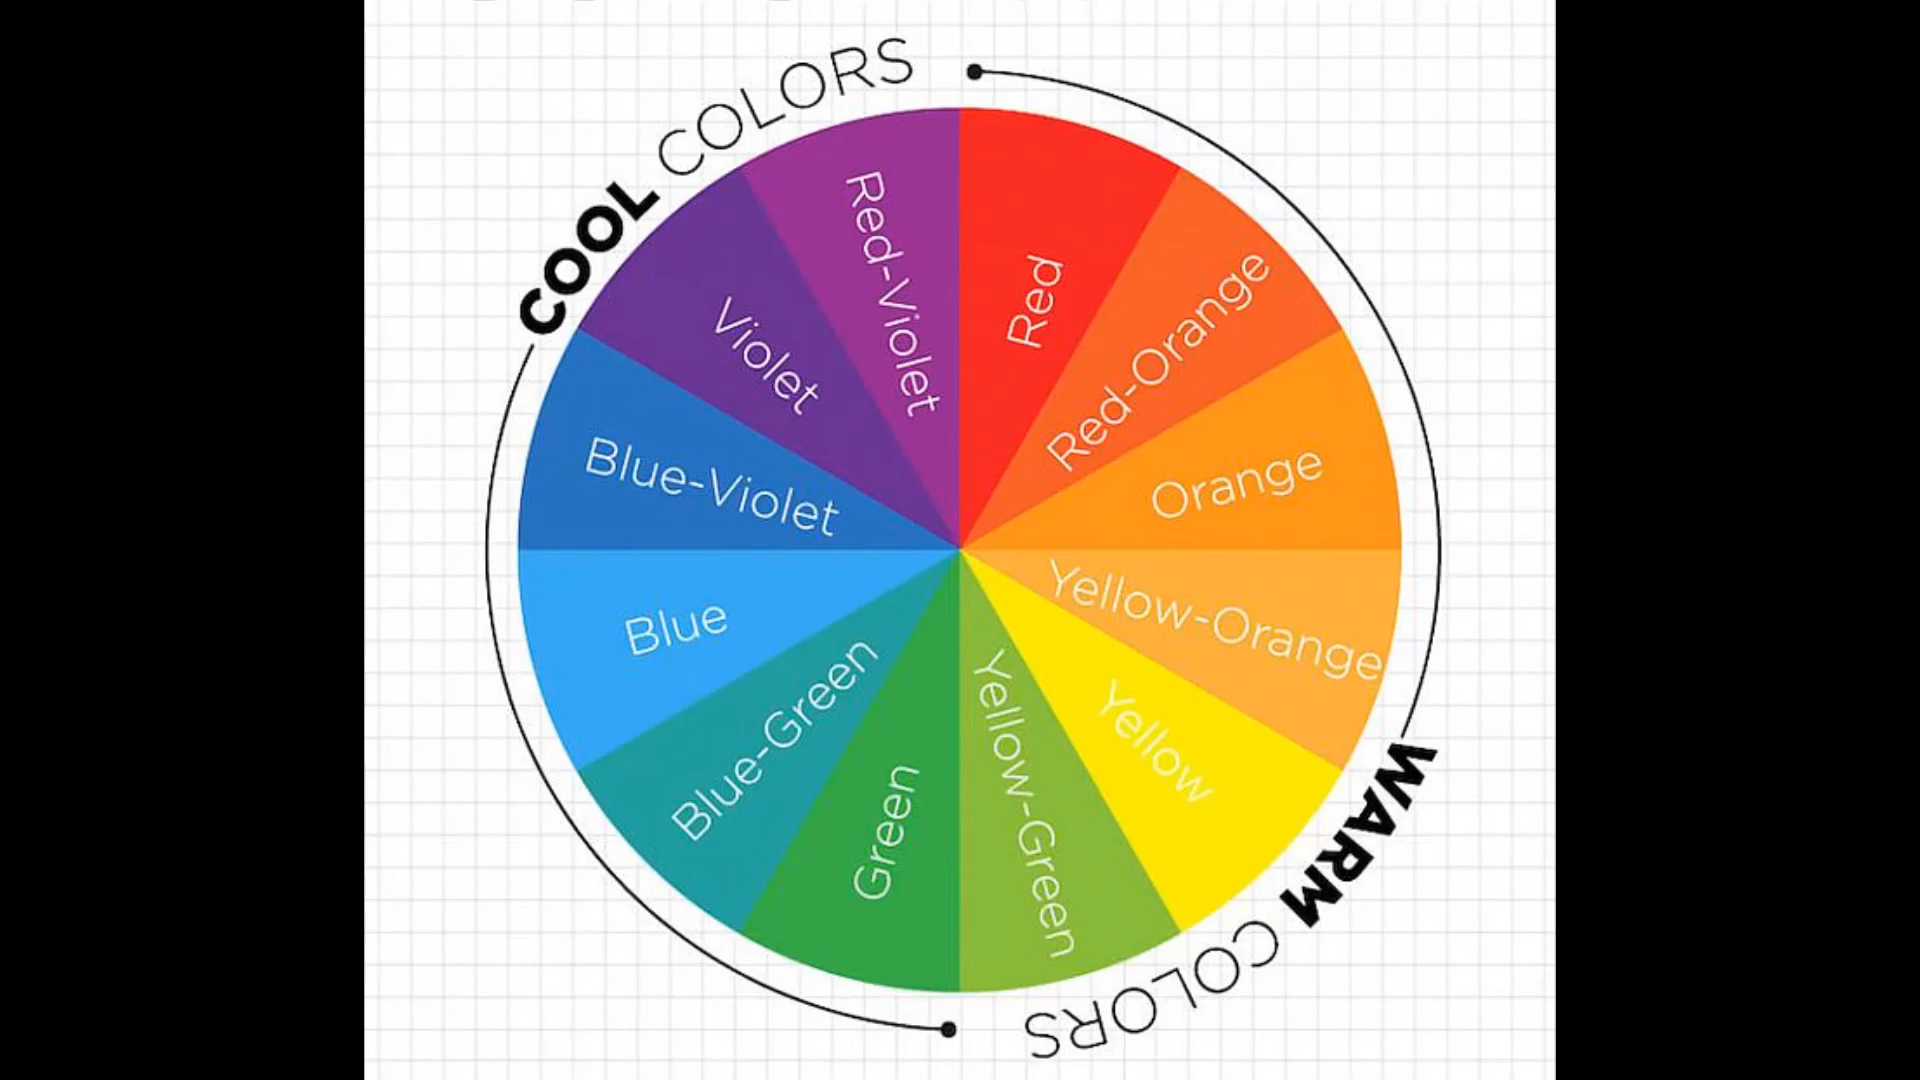 COOL COLORS
Red-Violet
Red
Violet
Red-Orange
Blue-Violet
Orange
Blue
Yellow-Orange
Blue-Green
Yellow
Green
Yellow-Green
WARM COLORS